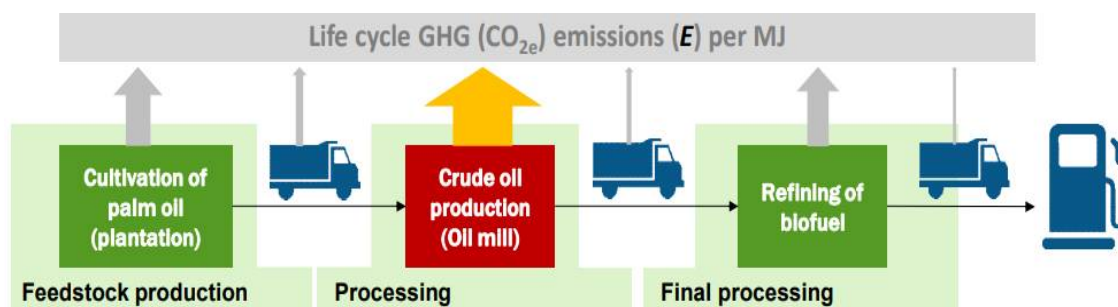 Life cycle GHG (CO2e) emissions (E) per MJ
Cultivation of
palm oil
(plantation)
Crude oil
production
(Oil mill)
Refining of
biofuel
Feedstock production
Processing
Final processing